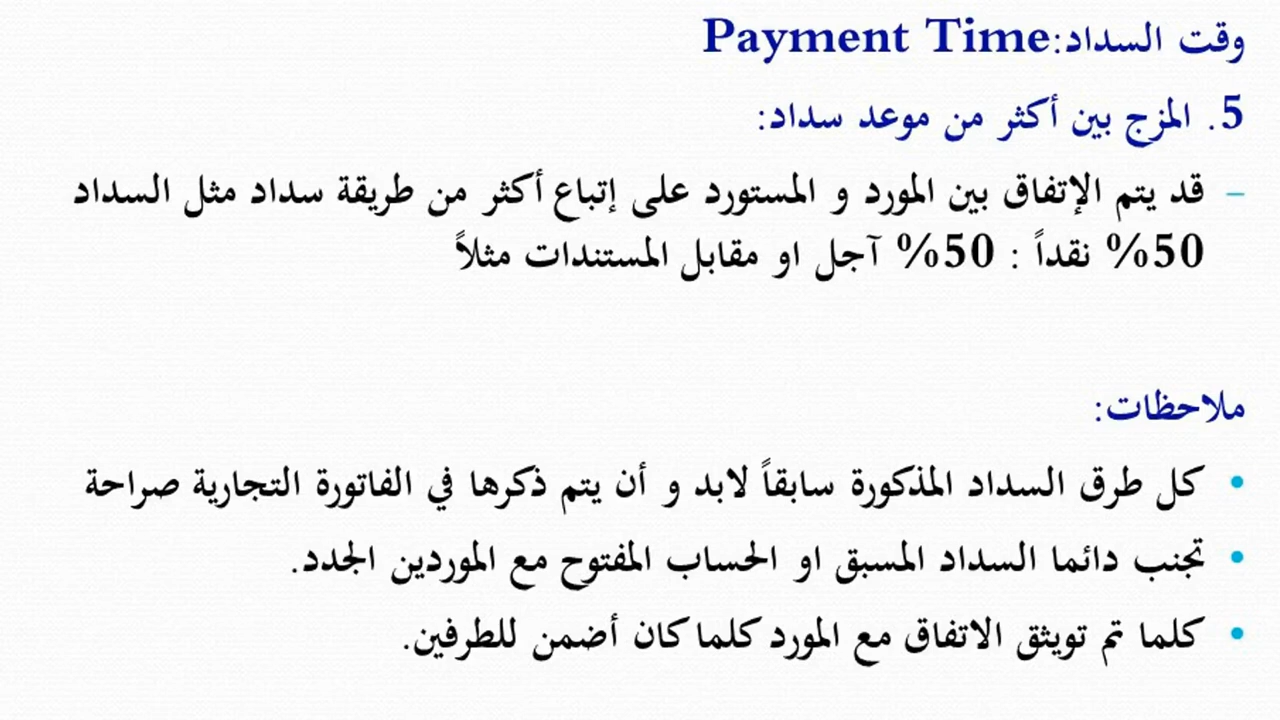 وقت السداد:Payment Time
5. المزج بين أكثر من موعد سداد:
– قد يتم الإتفاق بين المورد و المستورد على إتباع أكثر من طريقة سداد مثل السداد
50% نقداً : 50% آجل او مقابل المستندات مثلاً
ملاحظات:
• كل طرق السداد المذكورة سابقاً لابد و أن يتم ذكرها في الفاتورة التجارية صراحة
• تجنب دائما السداد المسبق او الحساب المفتوح مع الموردين الجدد.
• كلما تم تويثق الاتفاق مع المورد كلما كان أضمن للطرفين.